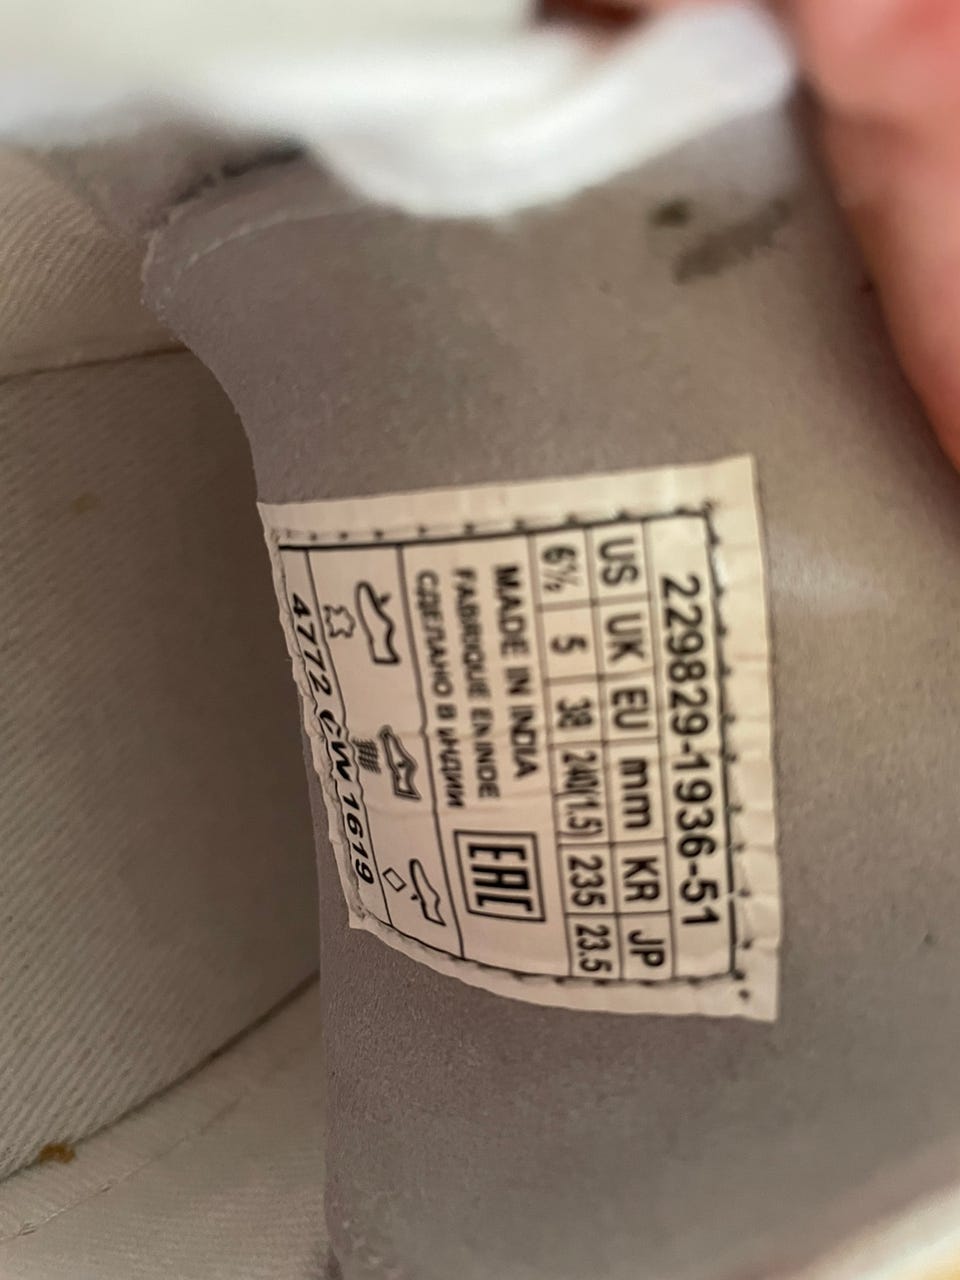 229829-1936-51
US UK EU mm KR JP
6½ 5 38 240(1.5) 235 23.5
MADE IN INDIA
FABRIQUE EN INDE
СДЕЛАНО В ИНДИИ
EAC
4772 CW 1619